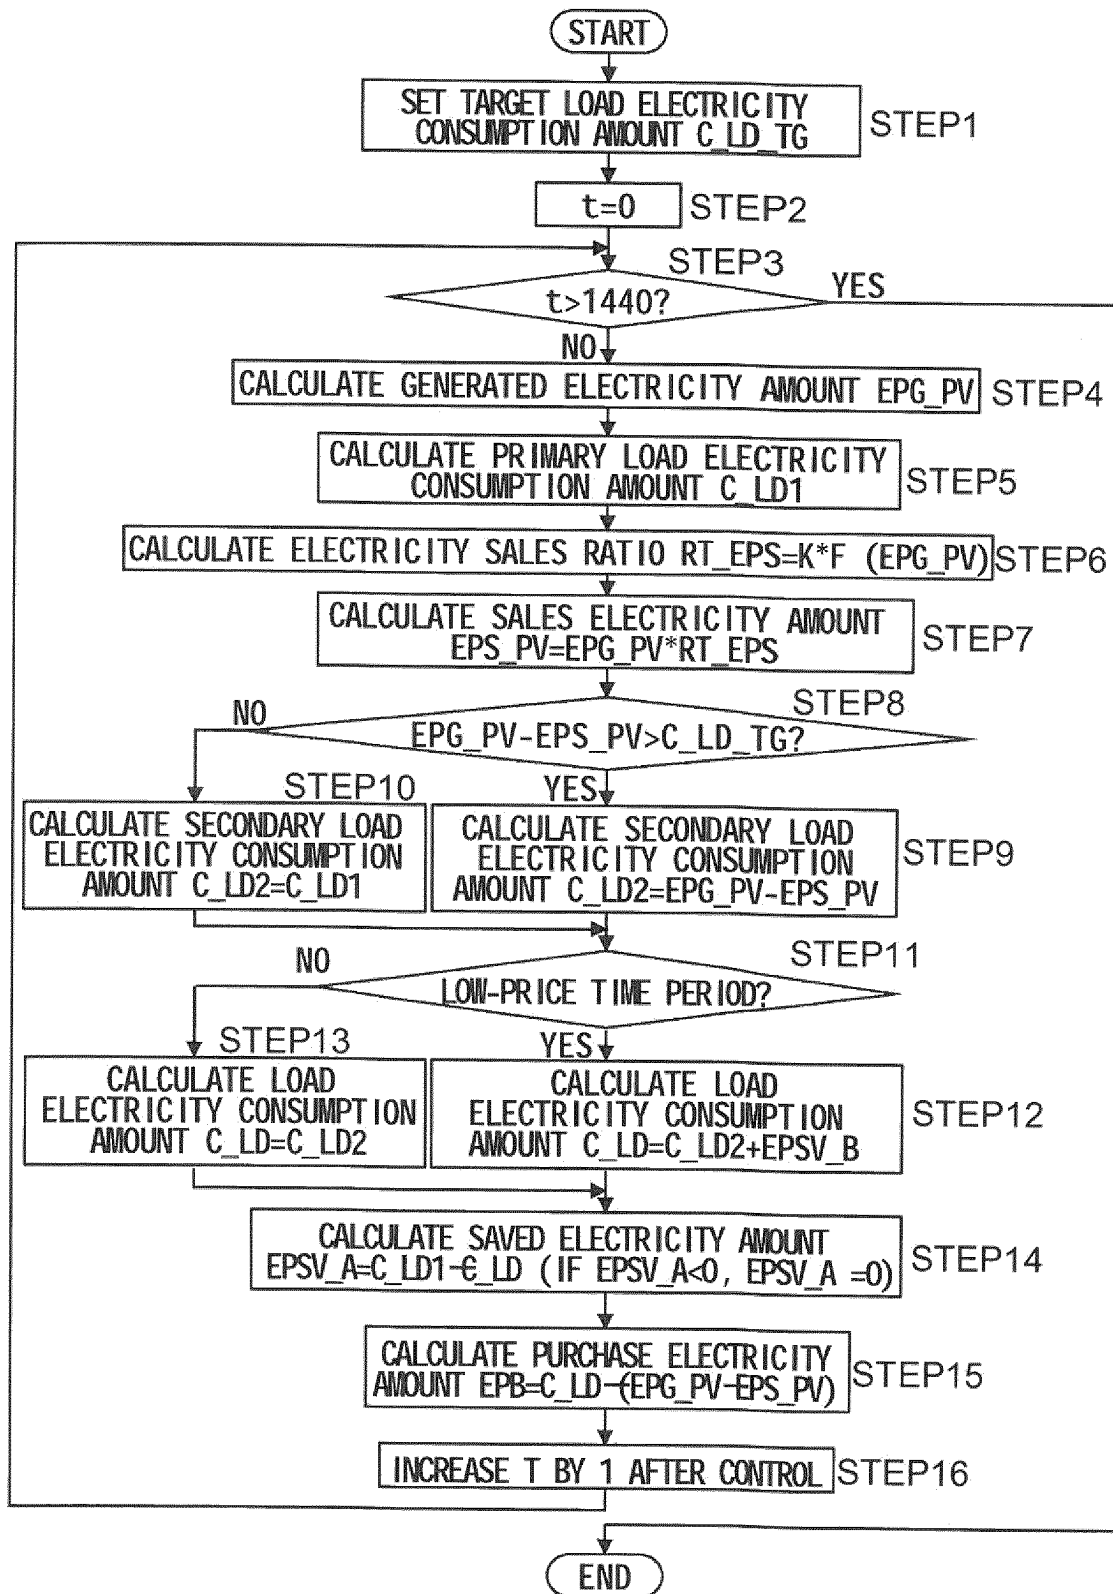 START
SET TARGET LOAD ELECTRICITY
CONSUMPTION AMOUNT C_LD_TG
STEP1
t=0
STEP2
STEP3
t>1440?
YES
NO
CALCULATE GENERATED ELECTRICITY AMOUNT EPG_PV
STEP4
CALCULATE PRIMARY LOAD ELECTRICITY
CONSUMPTION AMOUNT C_LD1
STEP5
CALCULATE ELECTRICITY SALES RATIO RT_EPS=K*F (EPG_PV)
STEP6
CALCULATE SALES ELECTRICITY AMOUNT
EPS_PV=EPG_PV*RT_EPS
STEP7
STEP8
NO
EPG_PV-EPS_PV>C_LD_TG?
YES
STEP10
CALCULATE SECONDARY LOAD
ELECTRICITY CONSUMPTION
AMOUNT C_LD2=C_LD1
CALCULATE SECONDARY LOAD
ELECTRICITY CONSUMPTION
AMOUNT C_LD2=EPG_PV-EPS_PV
STEP9
STEP11
NO
LOW-PRICE TIME PERIOD?
YES
STEP13
CALCULATE LOAD
ELECTRICITY CONSUMPTION
AMOUNT C_LD=C_LD2
CALCULATE LOAD
ELECTRICITY CONSUMPTION
AMOUNT C_LD=C_LD2+EPSV_B
STEP12
CALCULATE SAVED ELECTRICITY AMOUNT
EPSV_A=C_LD1-C_LD (IF EPSV_A<0, EPSV_A =0)
STEP14
CALCULATE PURCHASE ELECTRICITY
AMOUNT EPB=C_LD-(EPG_PV-EPS_PV)
STEP15
INCREASE T BY 1 AFTER CONTROL
STEP16
END